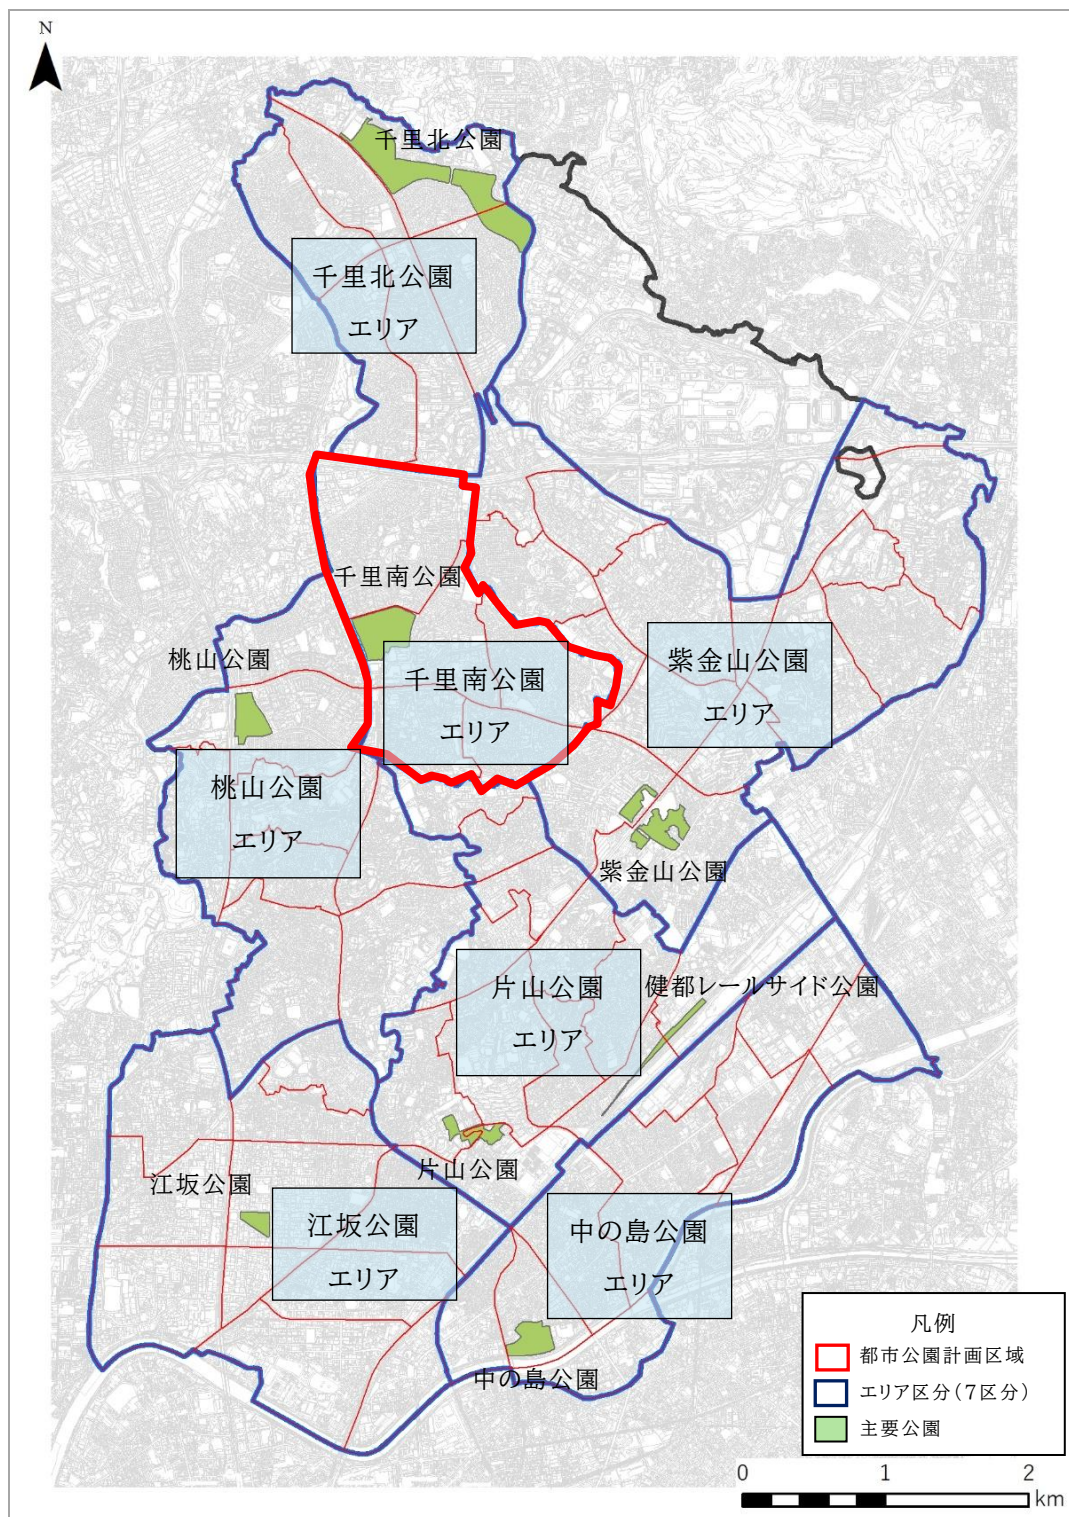 N
千里北公園
千里北公園
エリア
千里南公園
桃山公園
千里南公園
エリア
紫金山公園
エリア
桃山公園
エリア
紫金山公園
片山公園
エリア
健都レールサイド公園
片山公園
江坂公園
江坂公園
エリア
中の島公園
エリア
中の島公園
凡例
都市公園計画区域
エリア区分(7区分)
主要公園
0 1 2
km